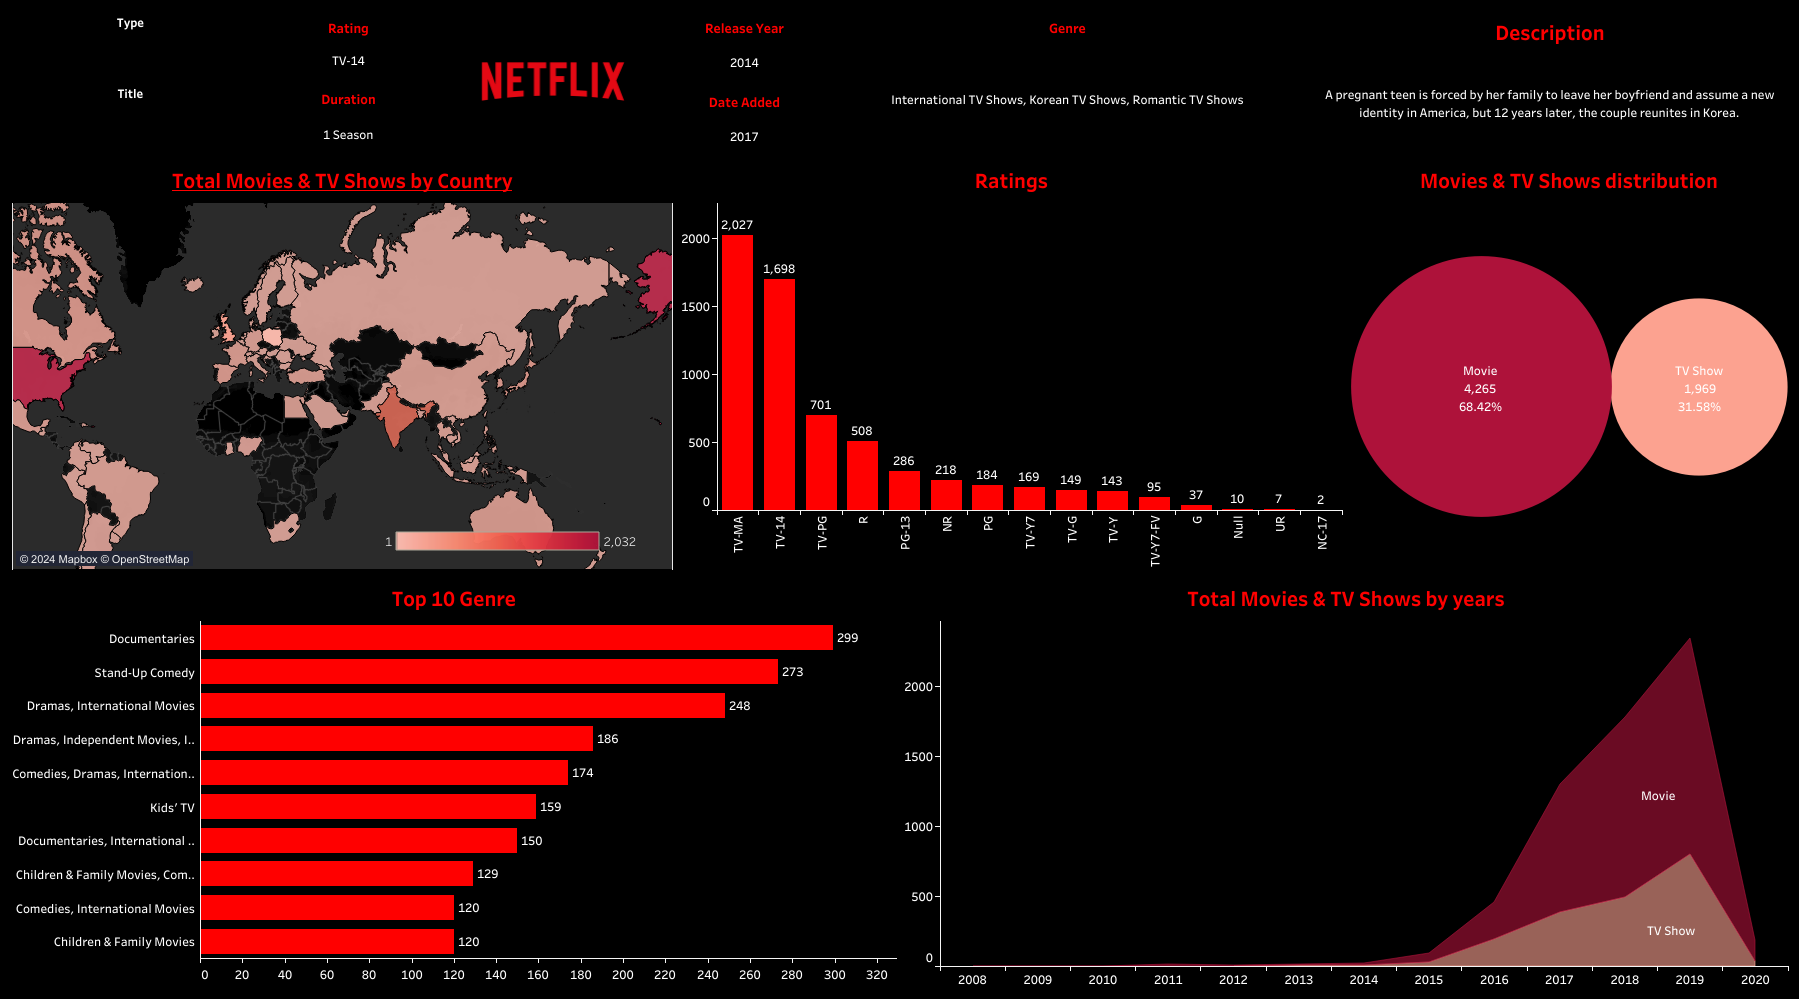 Type
Rating
TV-14
Title
Duration
1 Season
NETFLIX
Release Year
2014
Date Added
2017
Genre
International TV Shows, Korean TV Shows, Romantic TV Shows
Description
A pregnant teen is forced by her family to leave her boyfriend and assume a new
identity in America, but 12 years later, the couple reunites in Korea.
Total Movies & TV Shows by Country
1
2,032
© 2024 Mapbox © OpenStreetMap
Ratings
2000
1500
1000
500
0
2,027
1,698
701
508
286
218
184
169
149
143
95
37
10
7
2
TV-MA
TV-14
TV-PG
R
PG-13
NR
PG
TV-Y7
TV-G
TV-Y
TV-Y7-FV
G
Null
UR
NC-17
Movies & TV Shows distribution
Movie
4,265
68.42%
TV Show
1,969
31.58%
Top 10 Genre
Documentaries
299
Stand-Up Comedy
273
Dramas, International Movies
248
Dramas, Independent Movies, I..
186
Comedies, Dramas, Internation..
174
Kids' TV
159
Documentaries, International ..
150
Children & Family Movies, Com..
129
Comedies, International Movies
120
Children & Family Movies
120
0 20 40 60 80 100 120 140 160 180 200 220 240 260 280 300 320
Total Movies & TV Shows by years
2000
1500
1000
500
0
Movie
TV Show
2008 2009 2010 2011 2012 2013 2014 2015 2016 2017 2018 2019 2020